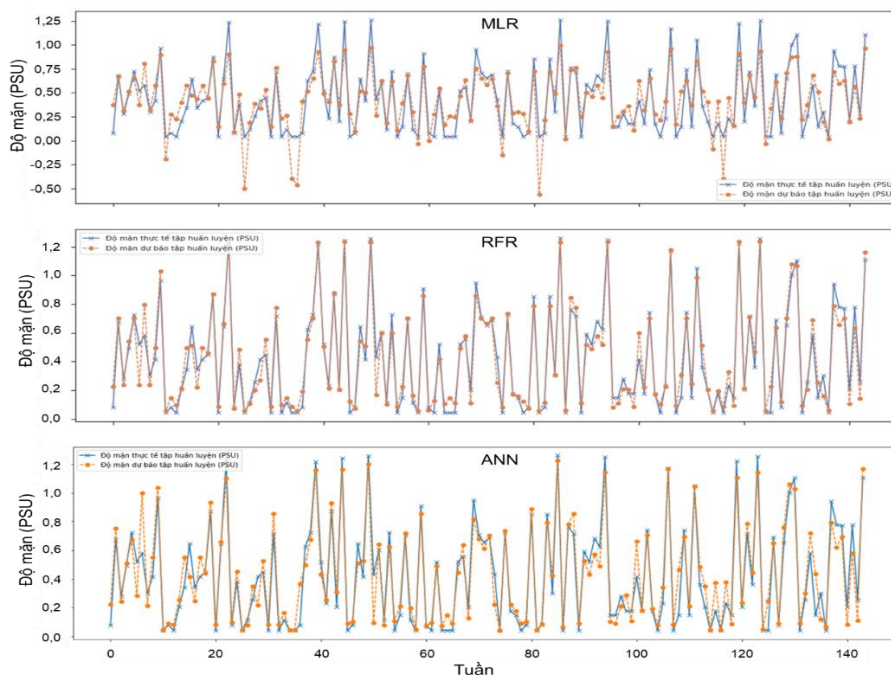 MLR
Độ mặn (PSU)
1,25
1,00
0,75
0,50
0,25
0,00
-0,25
-0,50
Độ mặn thực tế tập huấn luyện (PSU)
Độ mặn dự báo tập huấn luyện (PSU)
RFR
Độ mặn thực tế tập huấn luyện (PSU)
Độ mặn dự báo tập huấn luyện (PSU)
Độ mặn (PSU)
1,2
1,0
0,8
0,6
0,4
0,2
0,0
ANN
Độ mặn thực tế tập huấn luyện (PSU)
Độ mặn dự báo tập huấn luyện (PSU)
Độ mặn (PSU)
1,2
1,0
0,8
0,6
0,4
0,2
0,0
0 20 40 60 80 100 120 140
Tuần